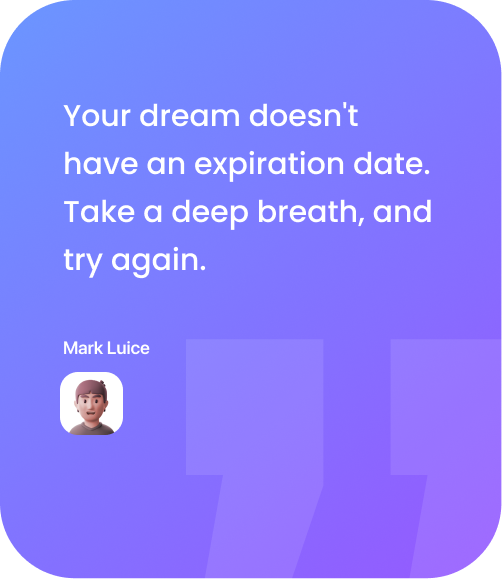 Your dream doesn't
have an expiration date.
Take a deep breath, and
try again.
Mark Luice